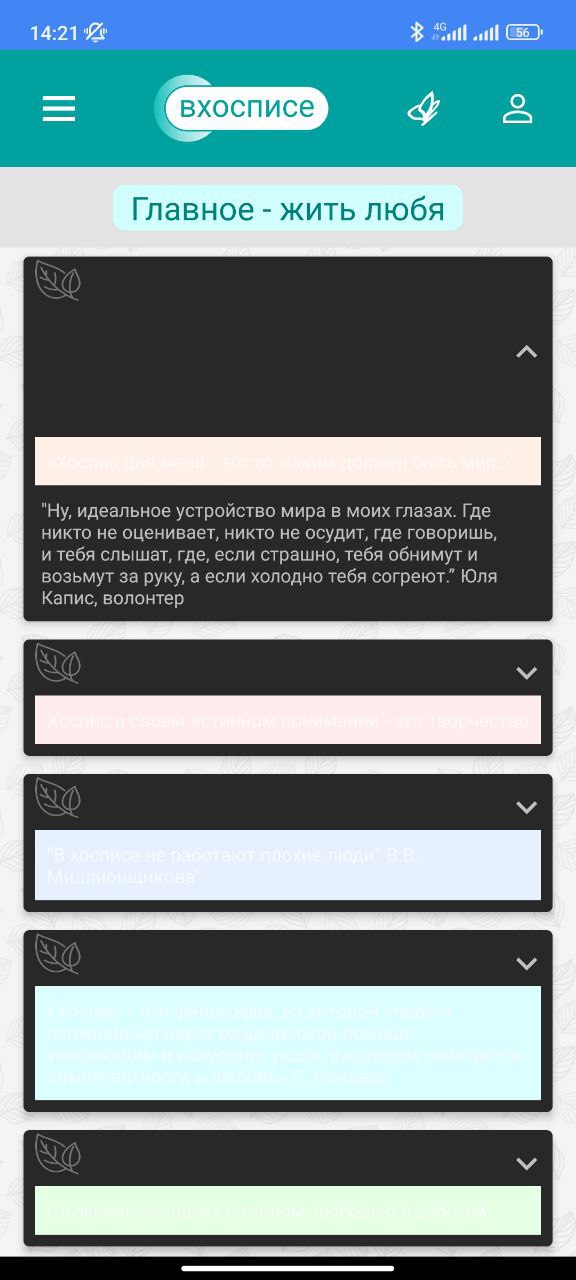 14:21
4G
56
вхосписе
Главное - жить любя
«Хоспис для меня - это то, каким должен быть мир."
"Ну, идеальное устройство мира в моих глазах. Где
никто не оценивает, никто не осудит, где говоришь,
и тебя слышат, где, если страшно, тебя обнимут и
возьмут за руку, а если холодно тебя согреют.” Юля
Капис, волонтер
Хоспис в своем истинном понимании - это творчество
“В хосписе не работают плохие люди" В.В.
Миллионщикова"
«Хоспис – это философия, из которой следует
сложнейшая наука медицинской помощи
умирающим и искусство ухода, в котором сочетается
компетентность и любовь» С. Сандерс
Служение человеку с теплом, любовью и заботой